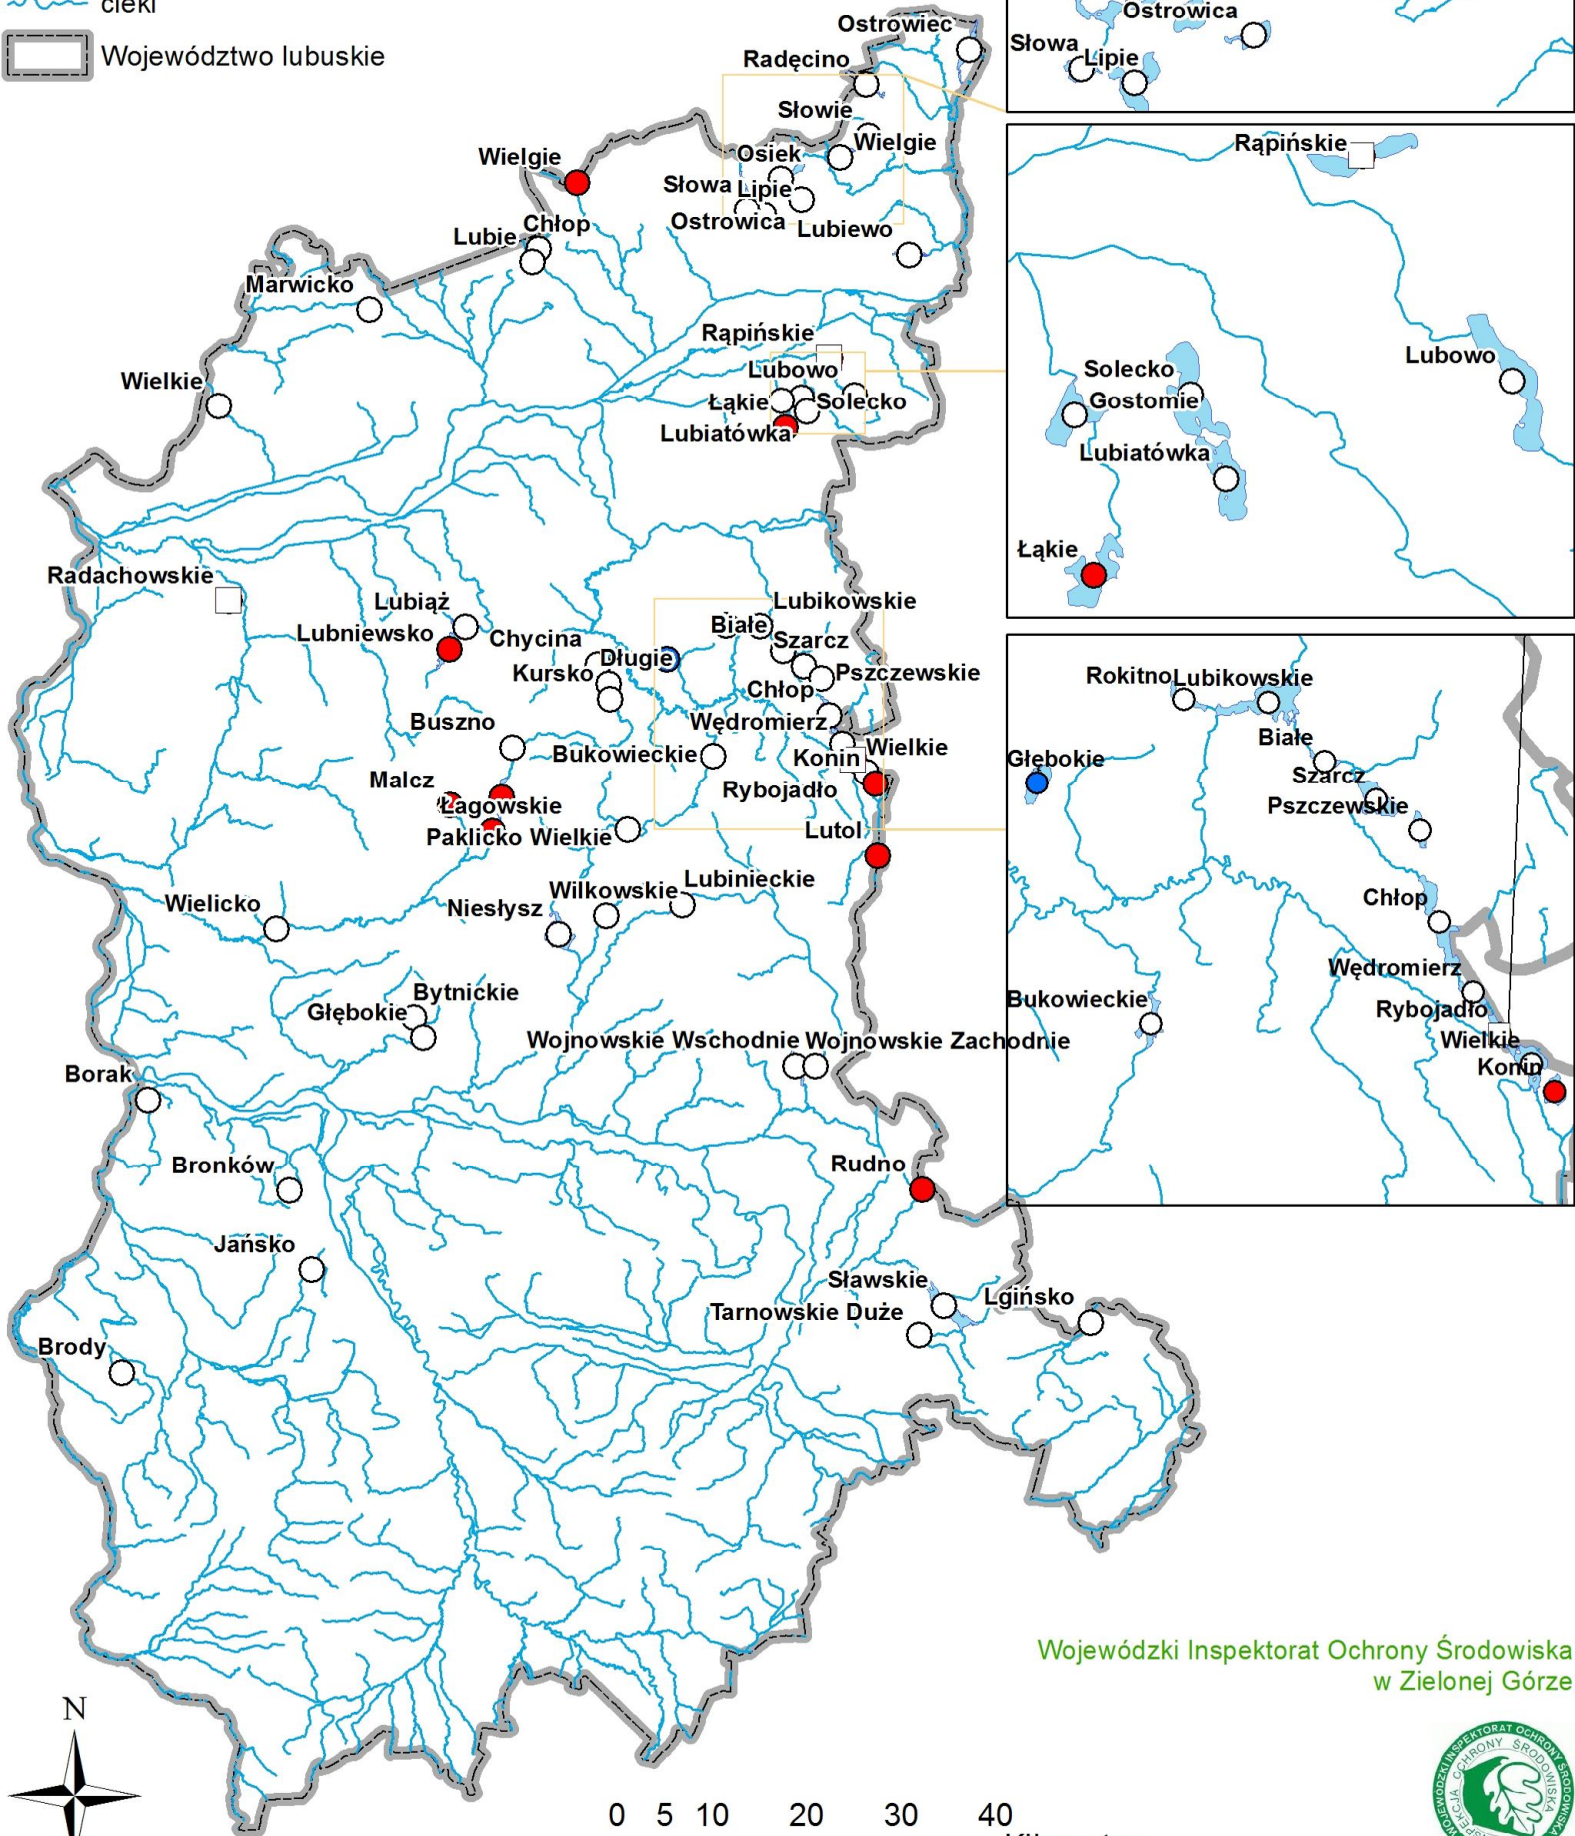 cieki
Województwo lubuskie
Ostrowiec
Radęcino
Słowie
Wielgie
Osiek
Słowa
Lipie
Ostrowica
Lubiewo
Wielgie
Chłop
Lubie
Marwicko
Wielkie
Rąpińskie
Lubowo
Łąkie
Solecko
Lubiatówka
Radachowskie
Lubiąż
Lubniewsko
Chycina
Długie
Kursko
Lubikowskie
Białe
Szarcz
Pszczewskie
Chłop
Wędromierz
Buszno
Bukowieckie
Konin
Wielkie
Rybojadło
Malcz
Łagowskie
Paklicko Wielkie
Lutol
Wielicko
Niesłysz
Wilkowskie
Lubinieckie
Bytnickie
Głębokie
Wojnowskie Wschodnie
Wojnowskie Zachodnie
Borak
Bronków
Rudno
Jańsko
Sławskie
Tarnowskie Duże
Lgińsko
Brody
Ostrowica
Słowa
Lipie
Rąpińskie
Lubowo
Solecko
Gostomie
Lubiatówka
Łąkie
Rokitno
Lubikowskie
Białe
Głębokie
Szarcz
Pszczewskie
Chłop
Wędromierz
Bukowieckie
Rybojadło
Wielkie
Konin
Wojewódzki Inspektorat Ochrony Środowiska
w Zielonej Górze
N
0 5 10 20 30 40